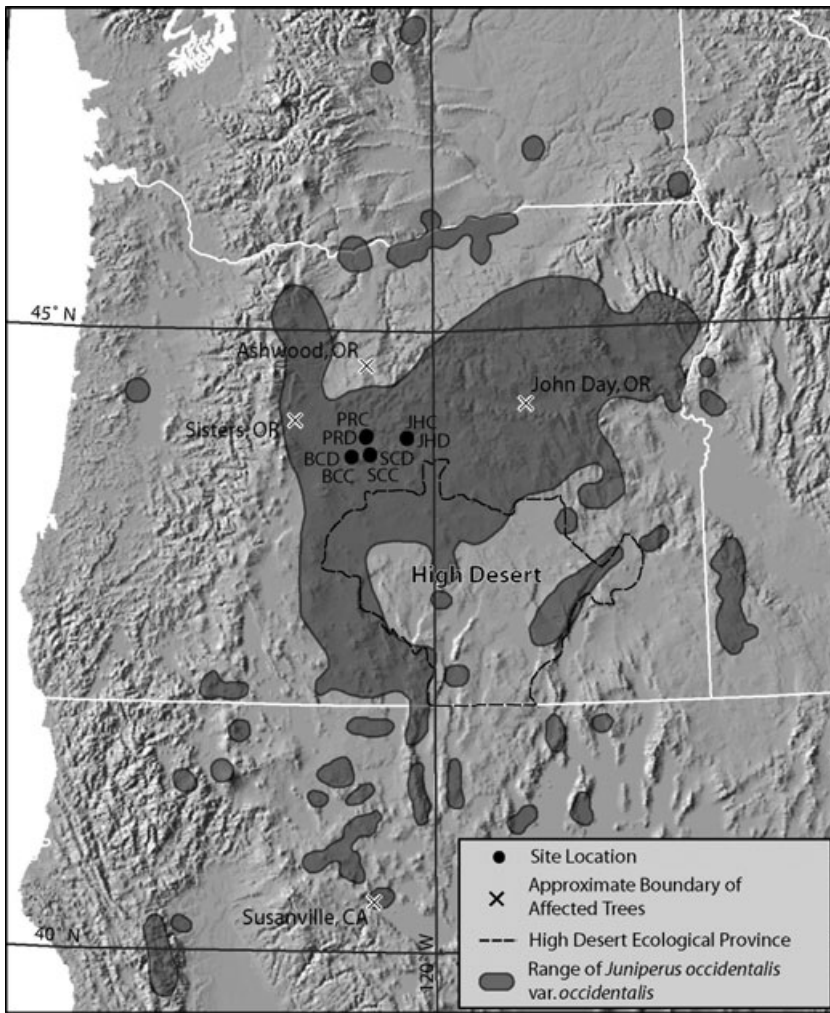 45° N
Ashwood, OR
John Day, OR
Sisters, OR
PRC
JHC
PRD
JHD
BCD
SCD
BCC
SCC
High Desert
Susanville, CA
40° N
120° W
Site Location
Approximate Boundary of
Affected Trees
High Desert Ecological Province
Range of Juniperus occidentalis
var. occidentalis